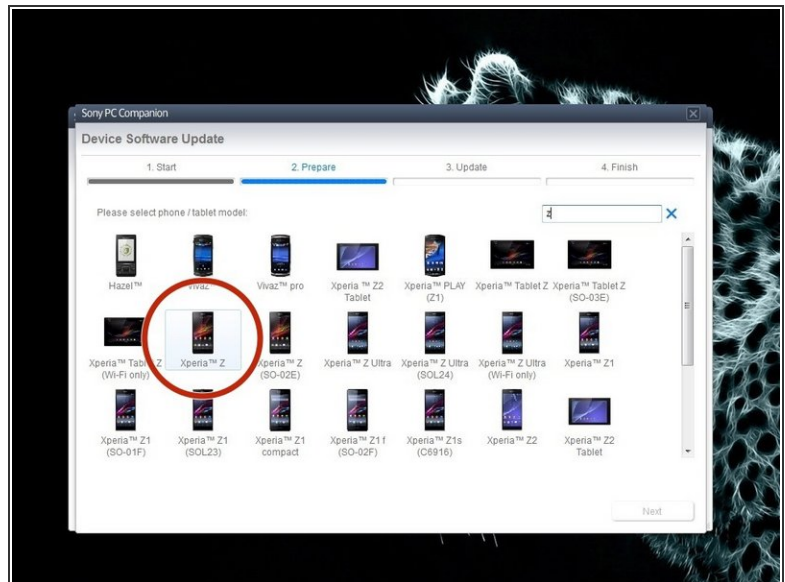 Sony PC Companion
Device Software Update
1. Start
2. Prepare
3. Update
4. Finish
Please select phone / tablet model:
z
Hazel™
Vivaz™
Vivaz™ pro
Xperia™ Z2
Tablet
Xperia™ PLAY
(Z1)
Xperia™ Tablet Z
Xperia™ Tablet Z
(SO-03E)
Xperia™ Tablet Z
(Wi-Fi only)
Xperia™ Z
Xperia™ Z
(SO-02E)
Xperia™ Z Ultra
Xperia™ Z Ultra
(SOL24)
Xperia™ Z Ultra
(Wi-Fi only)
Xperia™ Z1
Xperia™ Z1
(SO-01F)
Xperia™ Z1
(SOL23)
Xperia™ Z1
compact
Xperia™ Z1 f
(SO-02F)
Xperia™ Z1s
(C6916)
Xperia™ Z2
Xperia™ Z2
Tablet
Next